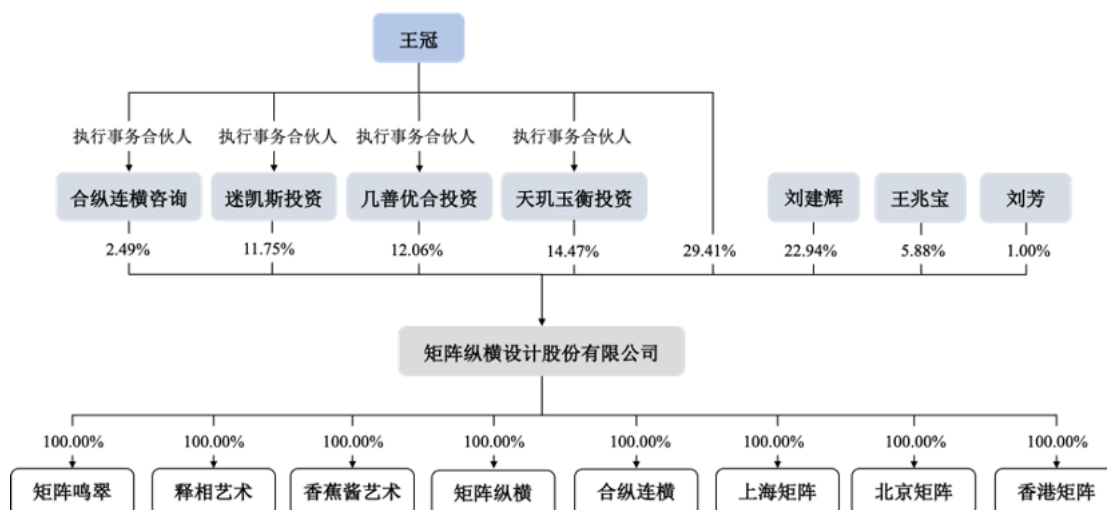 王冠
执行事务合伙人 执行事务合伙人 执行事务合伙人 执行事务合伙人
合纵连横咨询 迷凯斯投资 几善优合投资 天玑玉衡投资 刘建辉 王兆宝 刘芳
2.49% 11.75% 12.06% 14.47% 29.41% 22.94% 5.88% 1.00%
矩阵纵横设计股份有限公司
100.00% 100.00% 100.00% 100.00% 100.00% 100.00% 100.00% 100.00%
矩阵鸣翠 释相艺术 香蕉酱艺术 矩阵纵横 合纵连横 上海矩阵 北京矩阵 香港矩阵